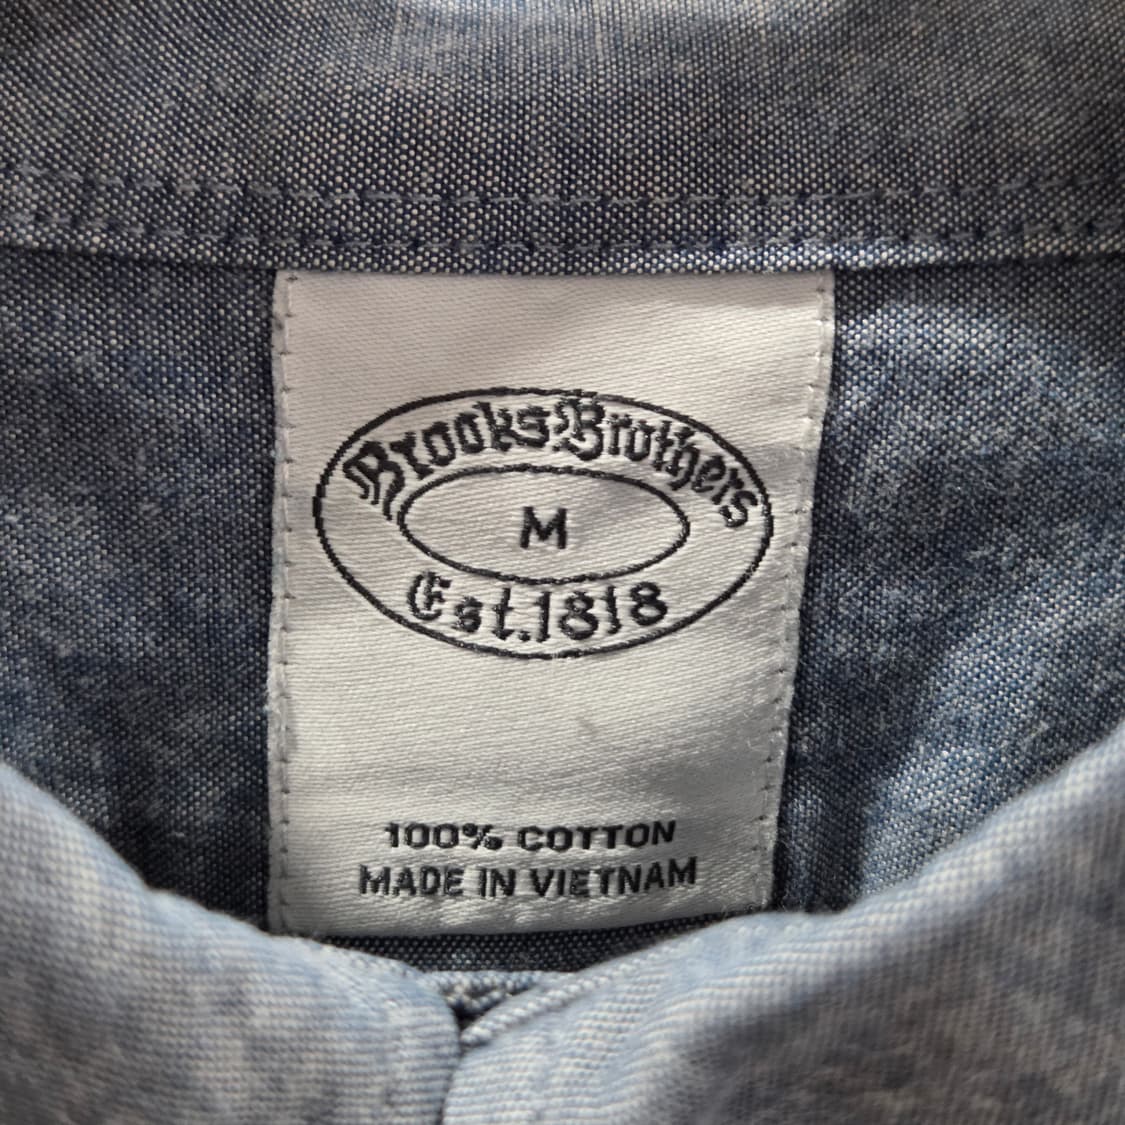 Brooks Brothers
M
Est. 1818
100% COTTON
MADE IN VIETNAM